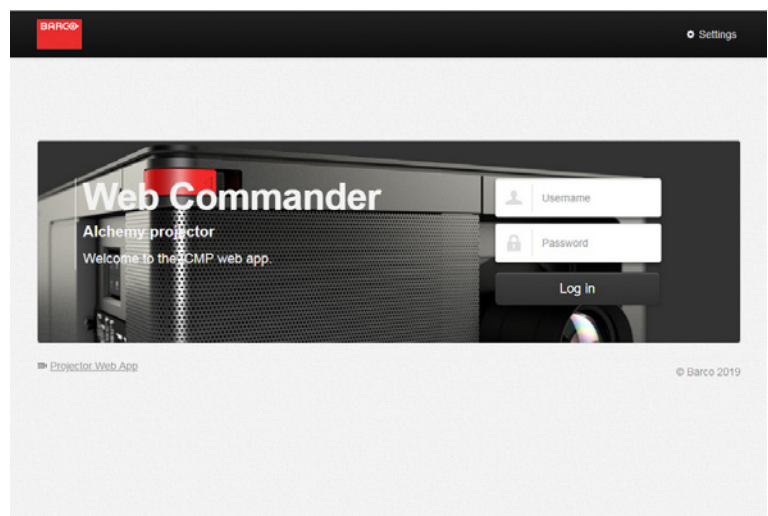 BARCO
Settings
Web Commander
Alchemy projector
Welcome to the ICMP web app.
Username
Password
Log in
Projector Web App
© Barco 2019